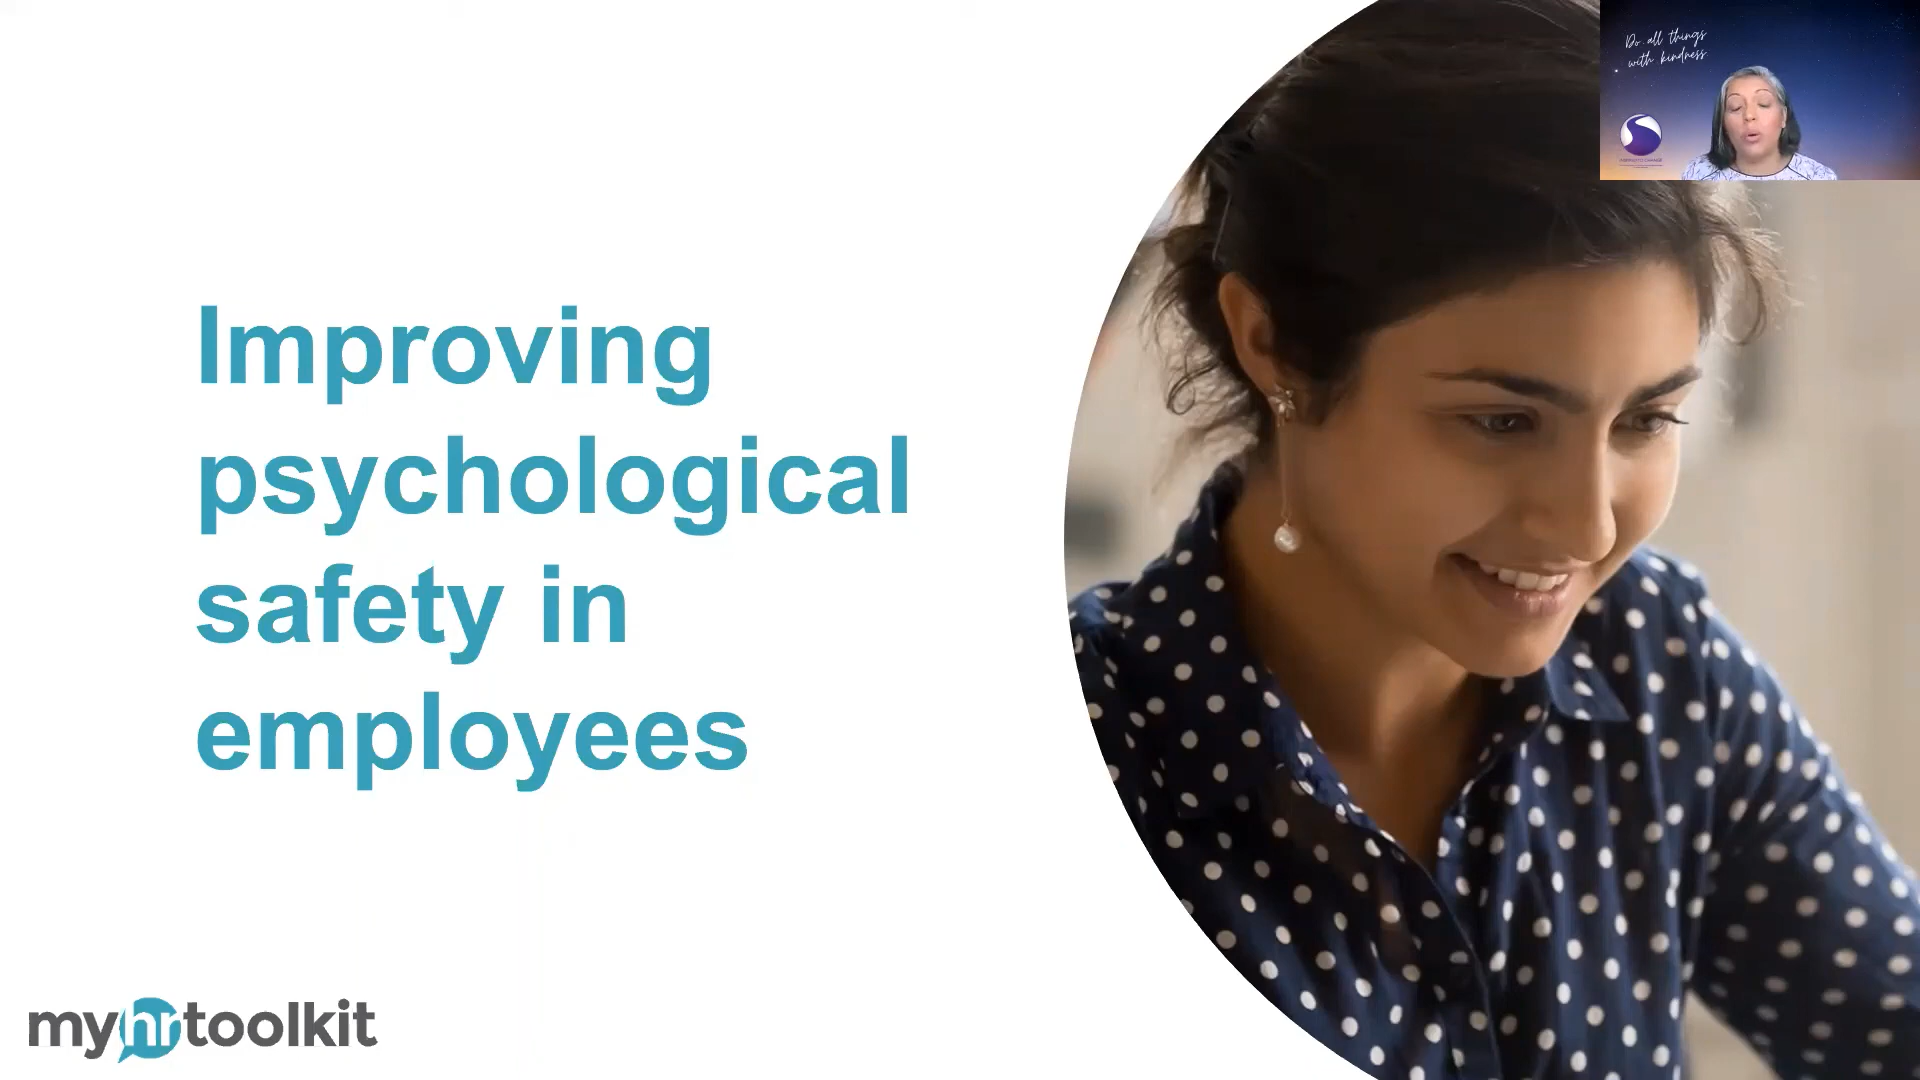 Do all things
with kindness
Improving
psychological
safety in
employees
myhrtoolkit